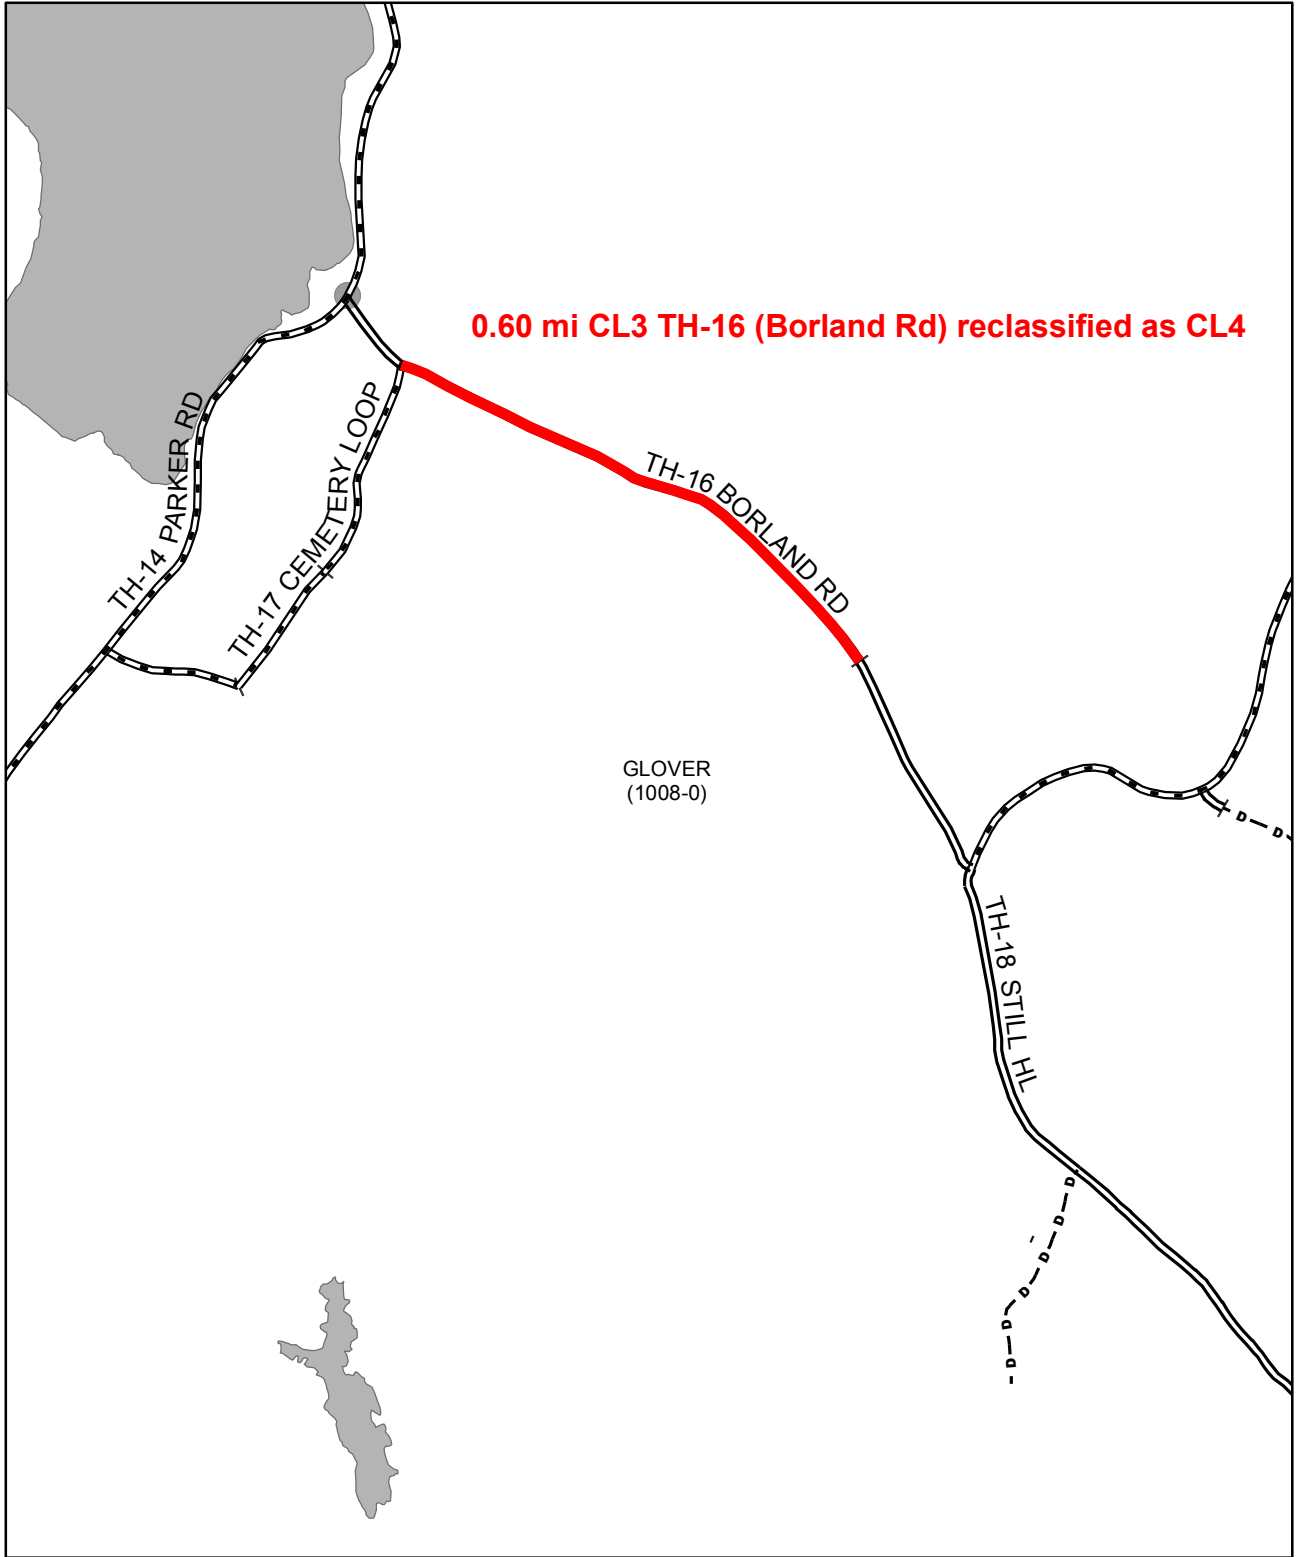 0.60 mi CL3 TH-16 (Borland Rd) reclassified as CL4
TH-14 PARKER RD
TH-17 CEMETERY LOOP
TH-16 BORLAND RD
GLOVER
(1008-0)
D
D
TH-18 STILL HL
D
D
D
D
D
D